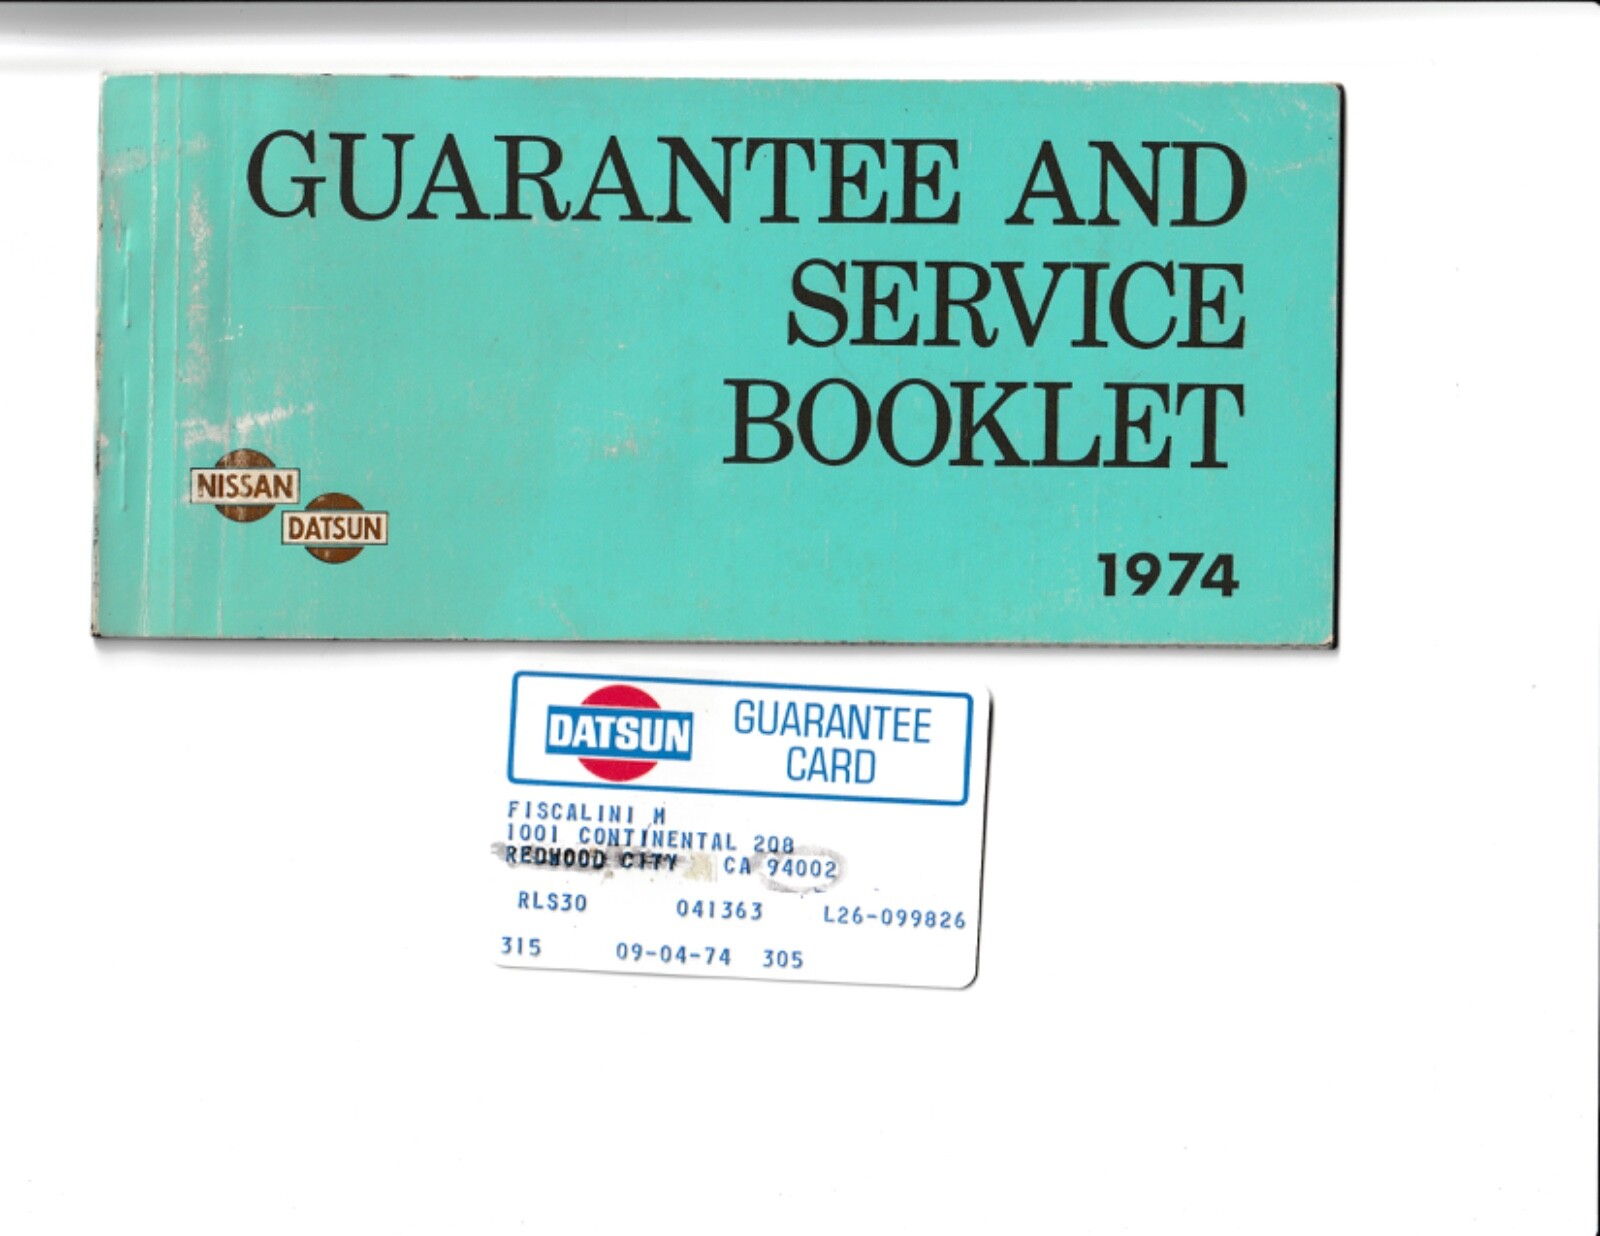 GUARANTEE AND
SERVICE
BOOKLET
NISSAN
DATSUN
1974
DATSUN
GUARANTEE
CARD
FISCALINI M
1001 CONTINENTAL 208
REDWOOD CITY CA 94002
RLS30 041363 L26-099826
315 09-04-74 305